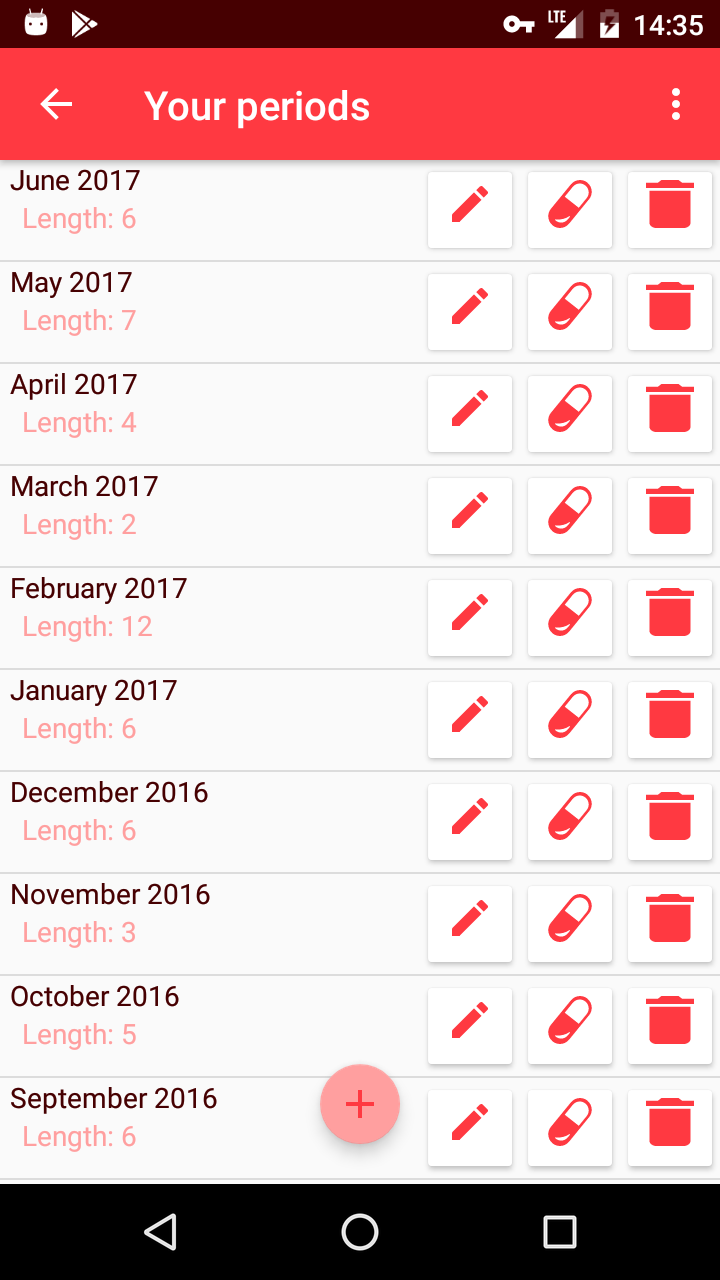 LTE 14:35
Your periods
June 2017
Length: 6
May 2017
Length: 7
April 2017
Length: 4
March 2017
Length: 2
February 2017
Length: 12
January 2017
Length: 6
December 2016
Length: 6
November 2016
Length: 3
October 2016
Length: 5
September 2016
Length: 6